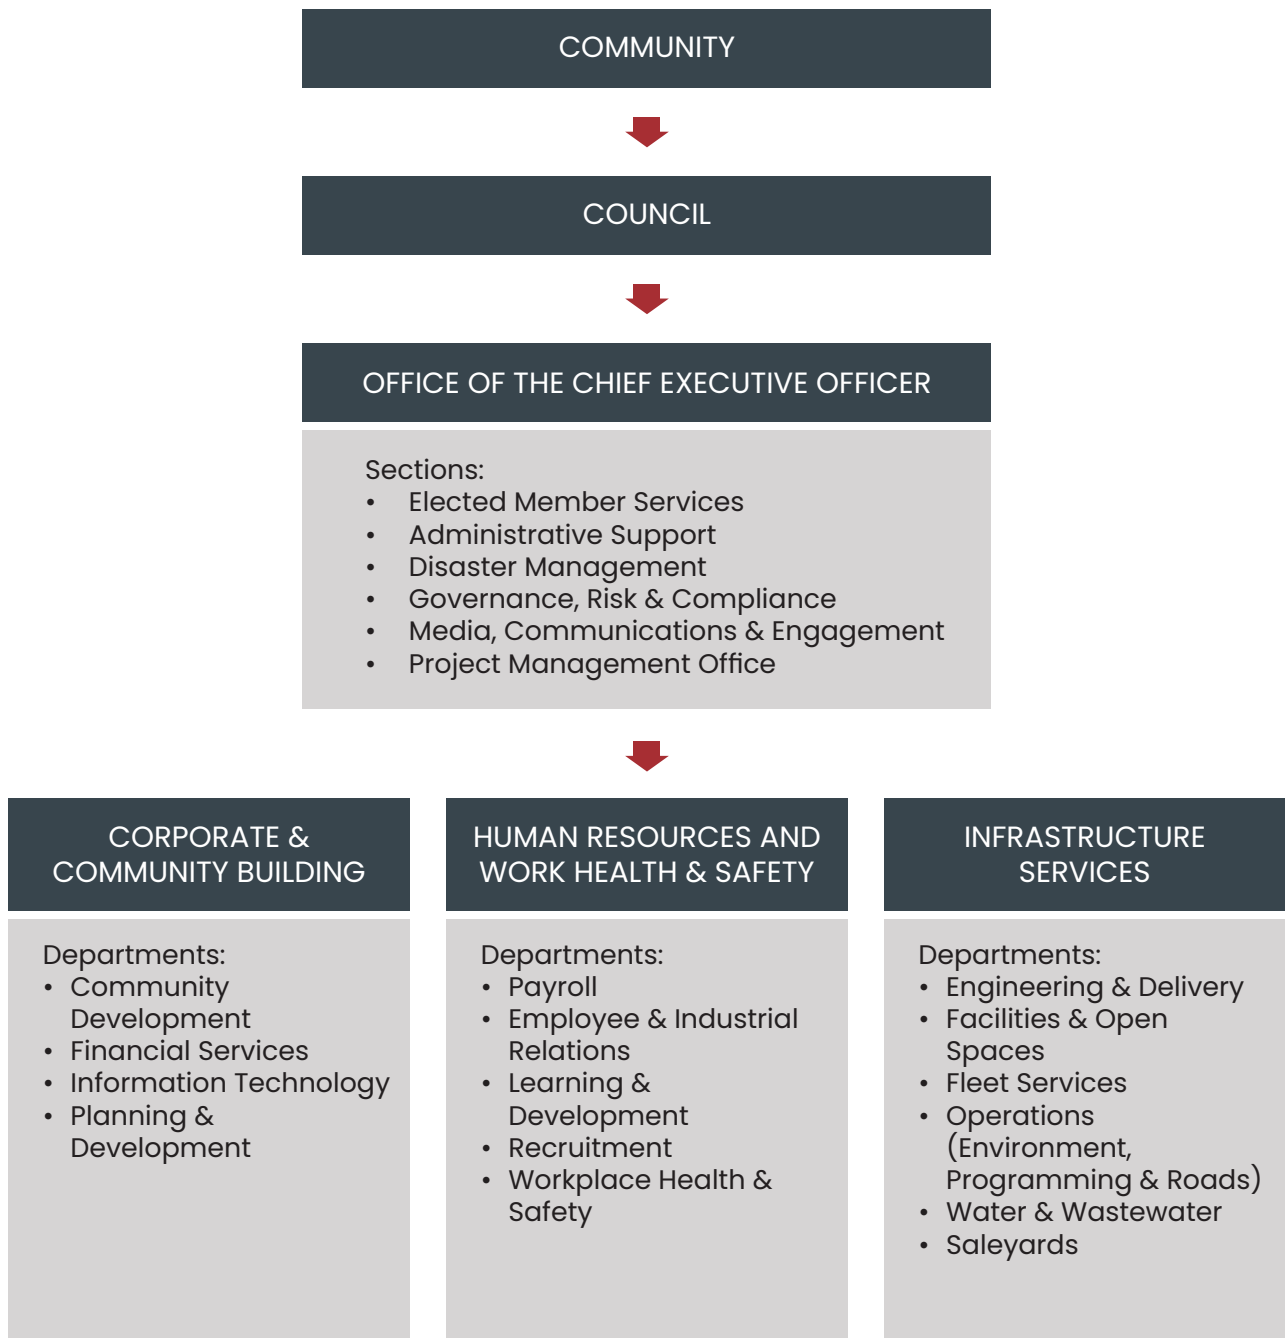 COMMUNITY
COUNCIL
OFFICE OF THE CHIEF EXECUTIVE OFFICER
Sections:
• Elected Member Services
• Administrative Support
• Disaster Management
• Governance, Risk & Compliance
• Media, Communications & Engagement
• Project Management Office
CORPORATE &
COMMUNITY BUILDING
Departments:
• Community
Development
• Financial Services
• Information Technology
• Planning &
Development
HUMAN RESOURCES AND
WORK HEALTH & SAFETY
Departments:
• Payroll
• Employee & Industrial
Relations
• Learning &
Development
• Recruitment
• Workplace Health &
Safety
INFRASTRUCTURE
SERVICES
Departments:
• Engineering & Delivery
• Facilities & Open
Spaces
• Fleet Services
• Operations
(Environment,
Programming & Roads)
• Water & Wastewater
• Saleyards